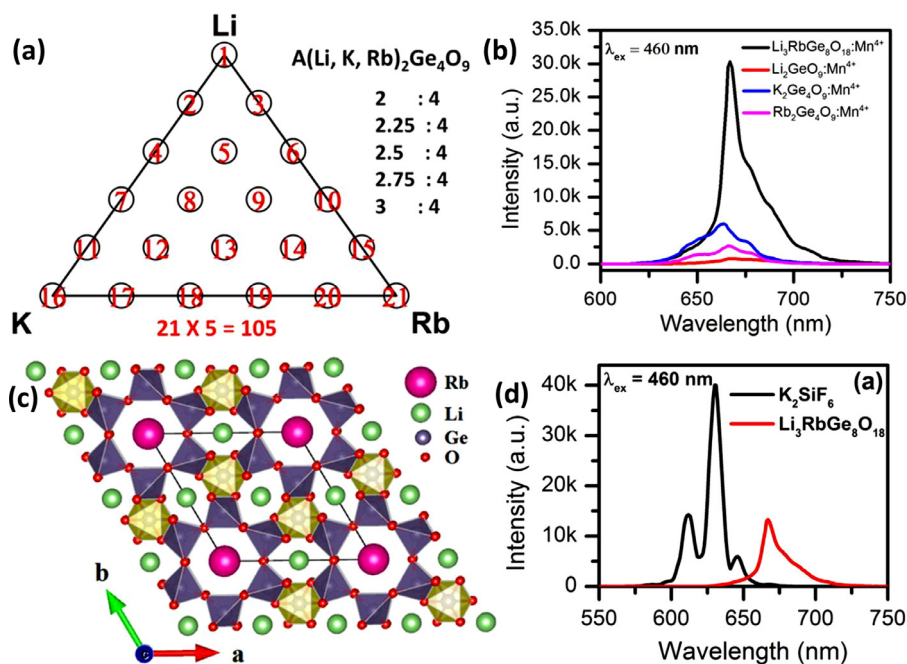 (a)
Li
A(Li, K, Rb)₂Ge₄O₉
2 : 4
2.25 : 4
2.5 : 4
2.75 : 4
3 : 4
1
2 3
4 5 6
7 8 9 10
11 12 13 14 15
16 17 18 19 20 21
K Rb
21 X 5 = 105
(b)
λex = 460 nm
Li₃RbGe₈O₁₈:Mn⁴⁺
Li₂GeO₉:Mn⁴⁺
K₂Ge₄O₉:Mn⁴⁺
Rb₂Ge₄O₉:Mn⁴⁺
Intensity (a.u.)
35.0k
30.0k
25.0k
20.0k
15.0k
10.0k
5.0k
0.0
600 650 700 750
Wavelength (nm)
(c)
Rb
Li
Ge
O
b
a
c
(d)
λex = 460 nm
(a)
K₂SiF₆
Li₃RbGe₈O₁₈
Intensity (a.u.)
40k
30k
20k
10k
0
550 600 650 700 750
Wavelength (nm)